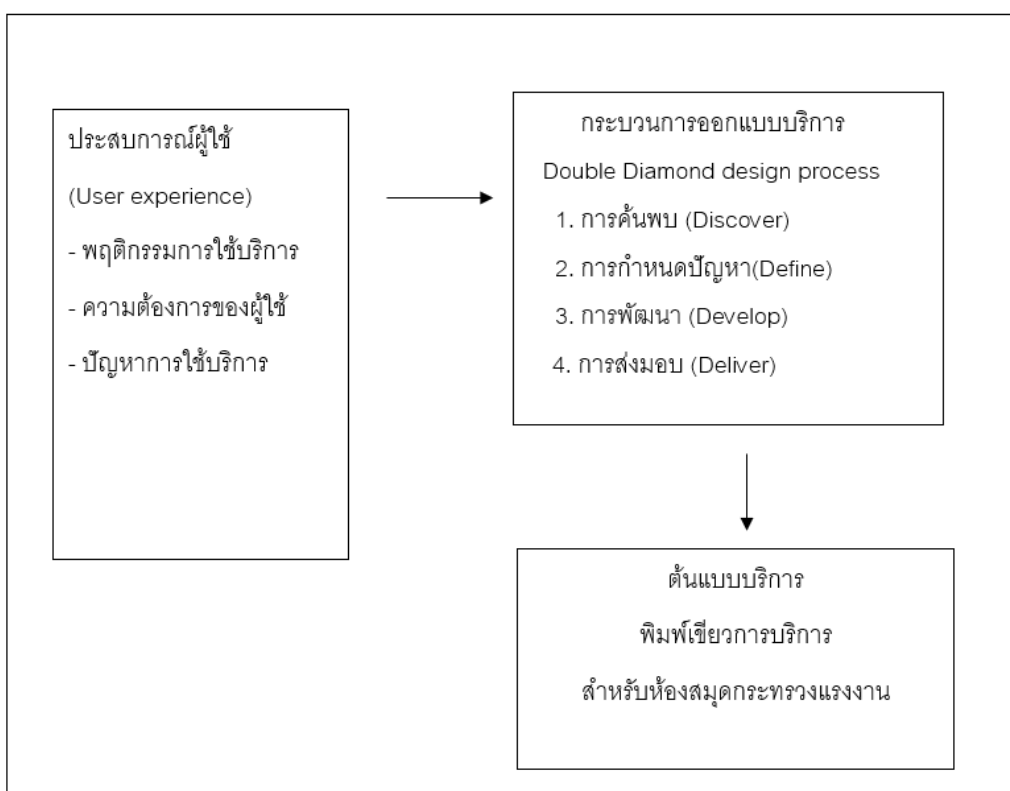 ประสบการณ์ผู้ใช้
(User experience)
- พฤติกรรมการใช้บริการ
- ความต้องการของผู้ใช้
- ปัญหาการใช้บริการ
กระบวนการออกแบบบริการ
Double Diamond design process
1. การค้นพบ (Discover)
2. การกำหนดปัญหา(Define)
3. การพัฒนา (Develop)
4. การส่งมอบ (Deliver)
ต้นแบบบริการ
พิมพ์เขียวการบริการ
สำหรับห้องสมุดกระทรวงแรงงาน